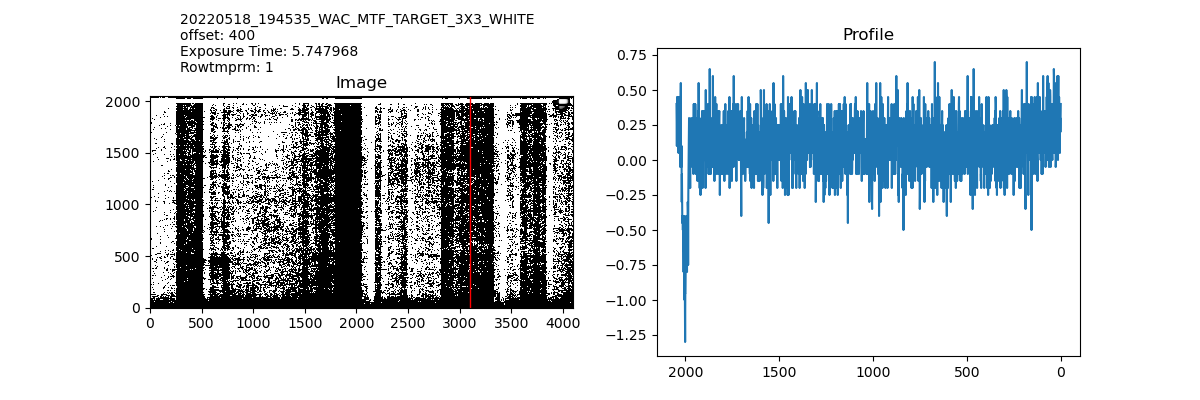 20220518_194535_WAC_MTF_TARGET_3X3_WHITE
offset: 400
Exposure Time: 5.747968
Rowtmprm: 1
Image
2000
1500
1000
500
0
0 500 1000 1500 2000 2500 3000 3500 4000
Profile
0.75
0.50
0.25
0.00
−0.25
−0.50
−0.75
−1.00
−1.25
2000 1500 1000 500 0